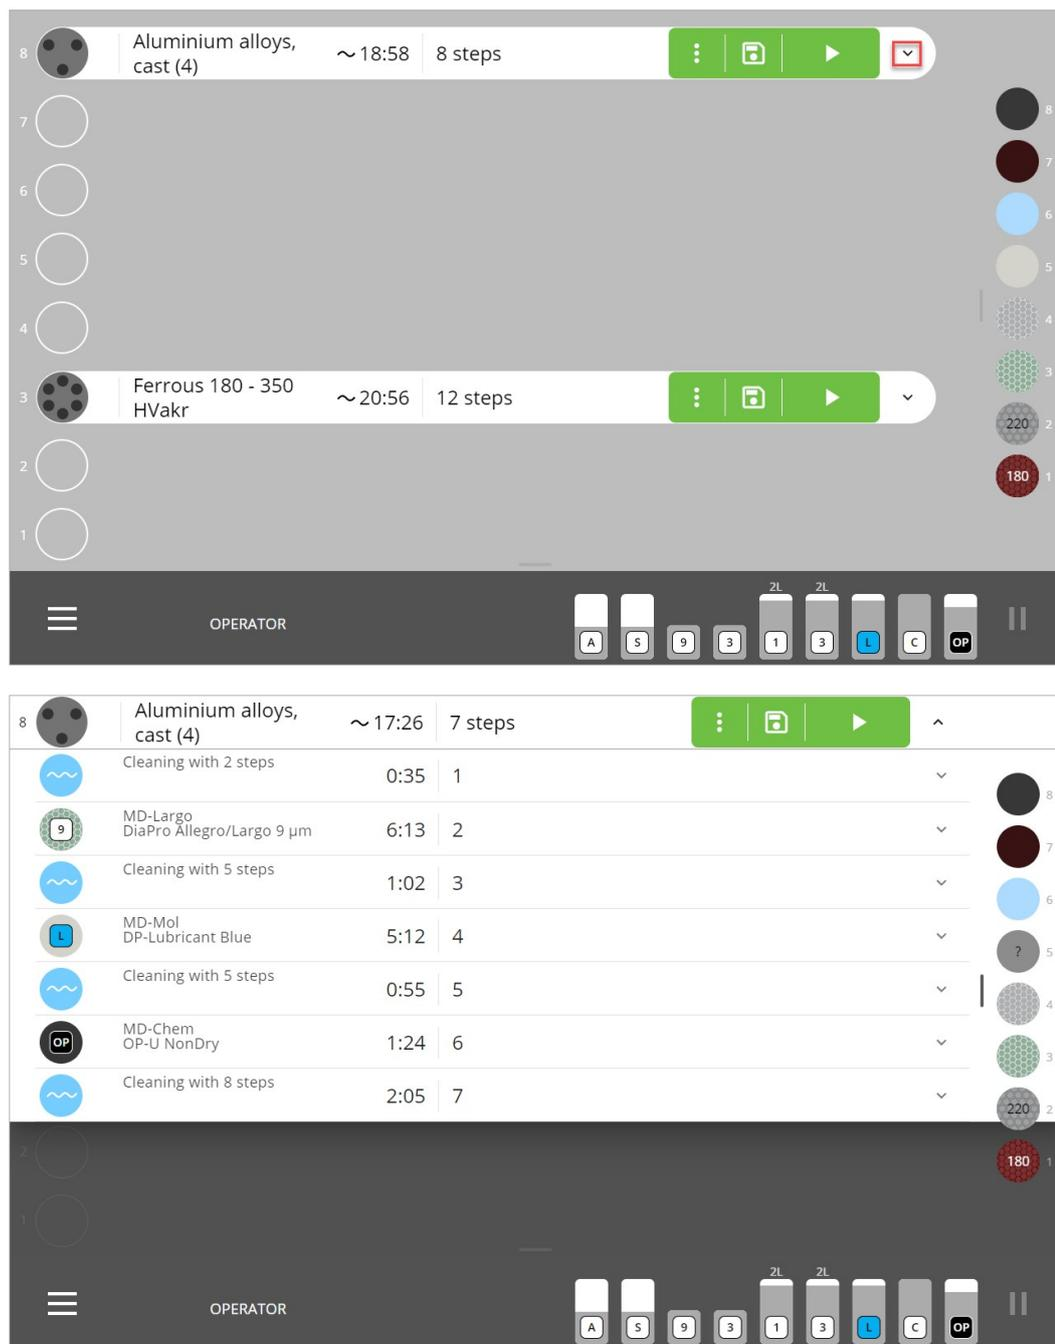 8
Aluminium alloys,
cast (4)
~ 18:58
8 steps
7
6
5
4
3
Ferrous 180 - 350
HVakr
~ 20:56
12 steps
2
1
8
7
6
5
4
3
220 2
180 1
OPERATOR
2L 2L
A S 9 3 1 3 L C OP
8
Aluminium alloys,
cast (4)
~ 17:26
7 steps
Cleaning with 2 steps
0:35 1
9
MD-Largo
DiaPro Allegro/Largo 9 µm
6:13 2
Cleaning with 5 steps
1:02 3
L
MD-Mol
DP-Lubricant Blue
5:12 4
Cleaning with 5 steps
0:55 5
OP
MD-Chem
OP-U NonDry
1:24 6
Cleaning with 8 steps
2:05 7
8
7
6
? 5
4
3
220 2
180 1
2
1
OPERATOR
2L 2L
A S 9 3 1 3 L C OP